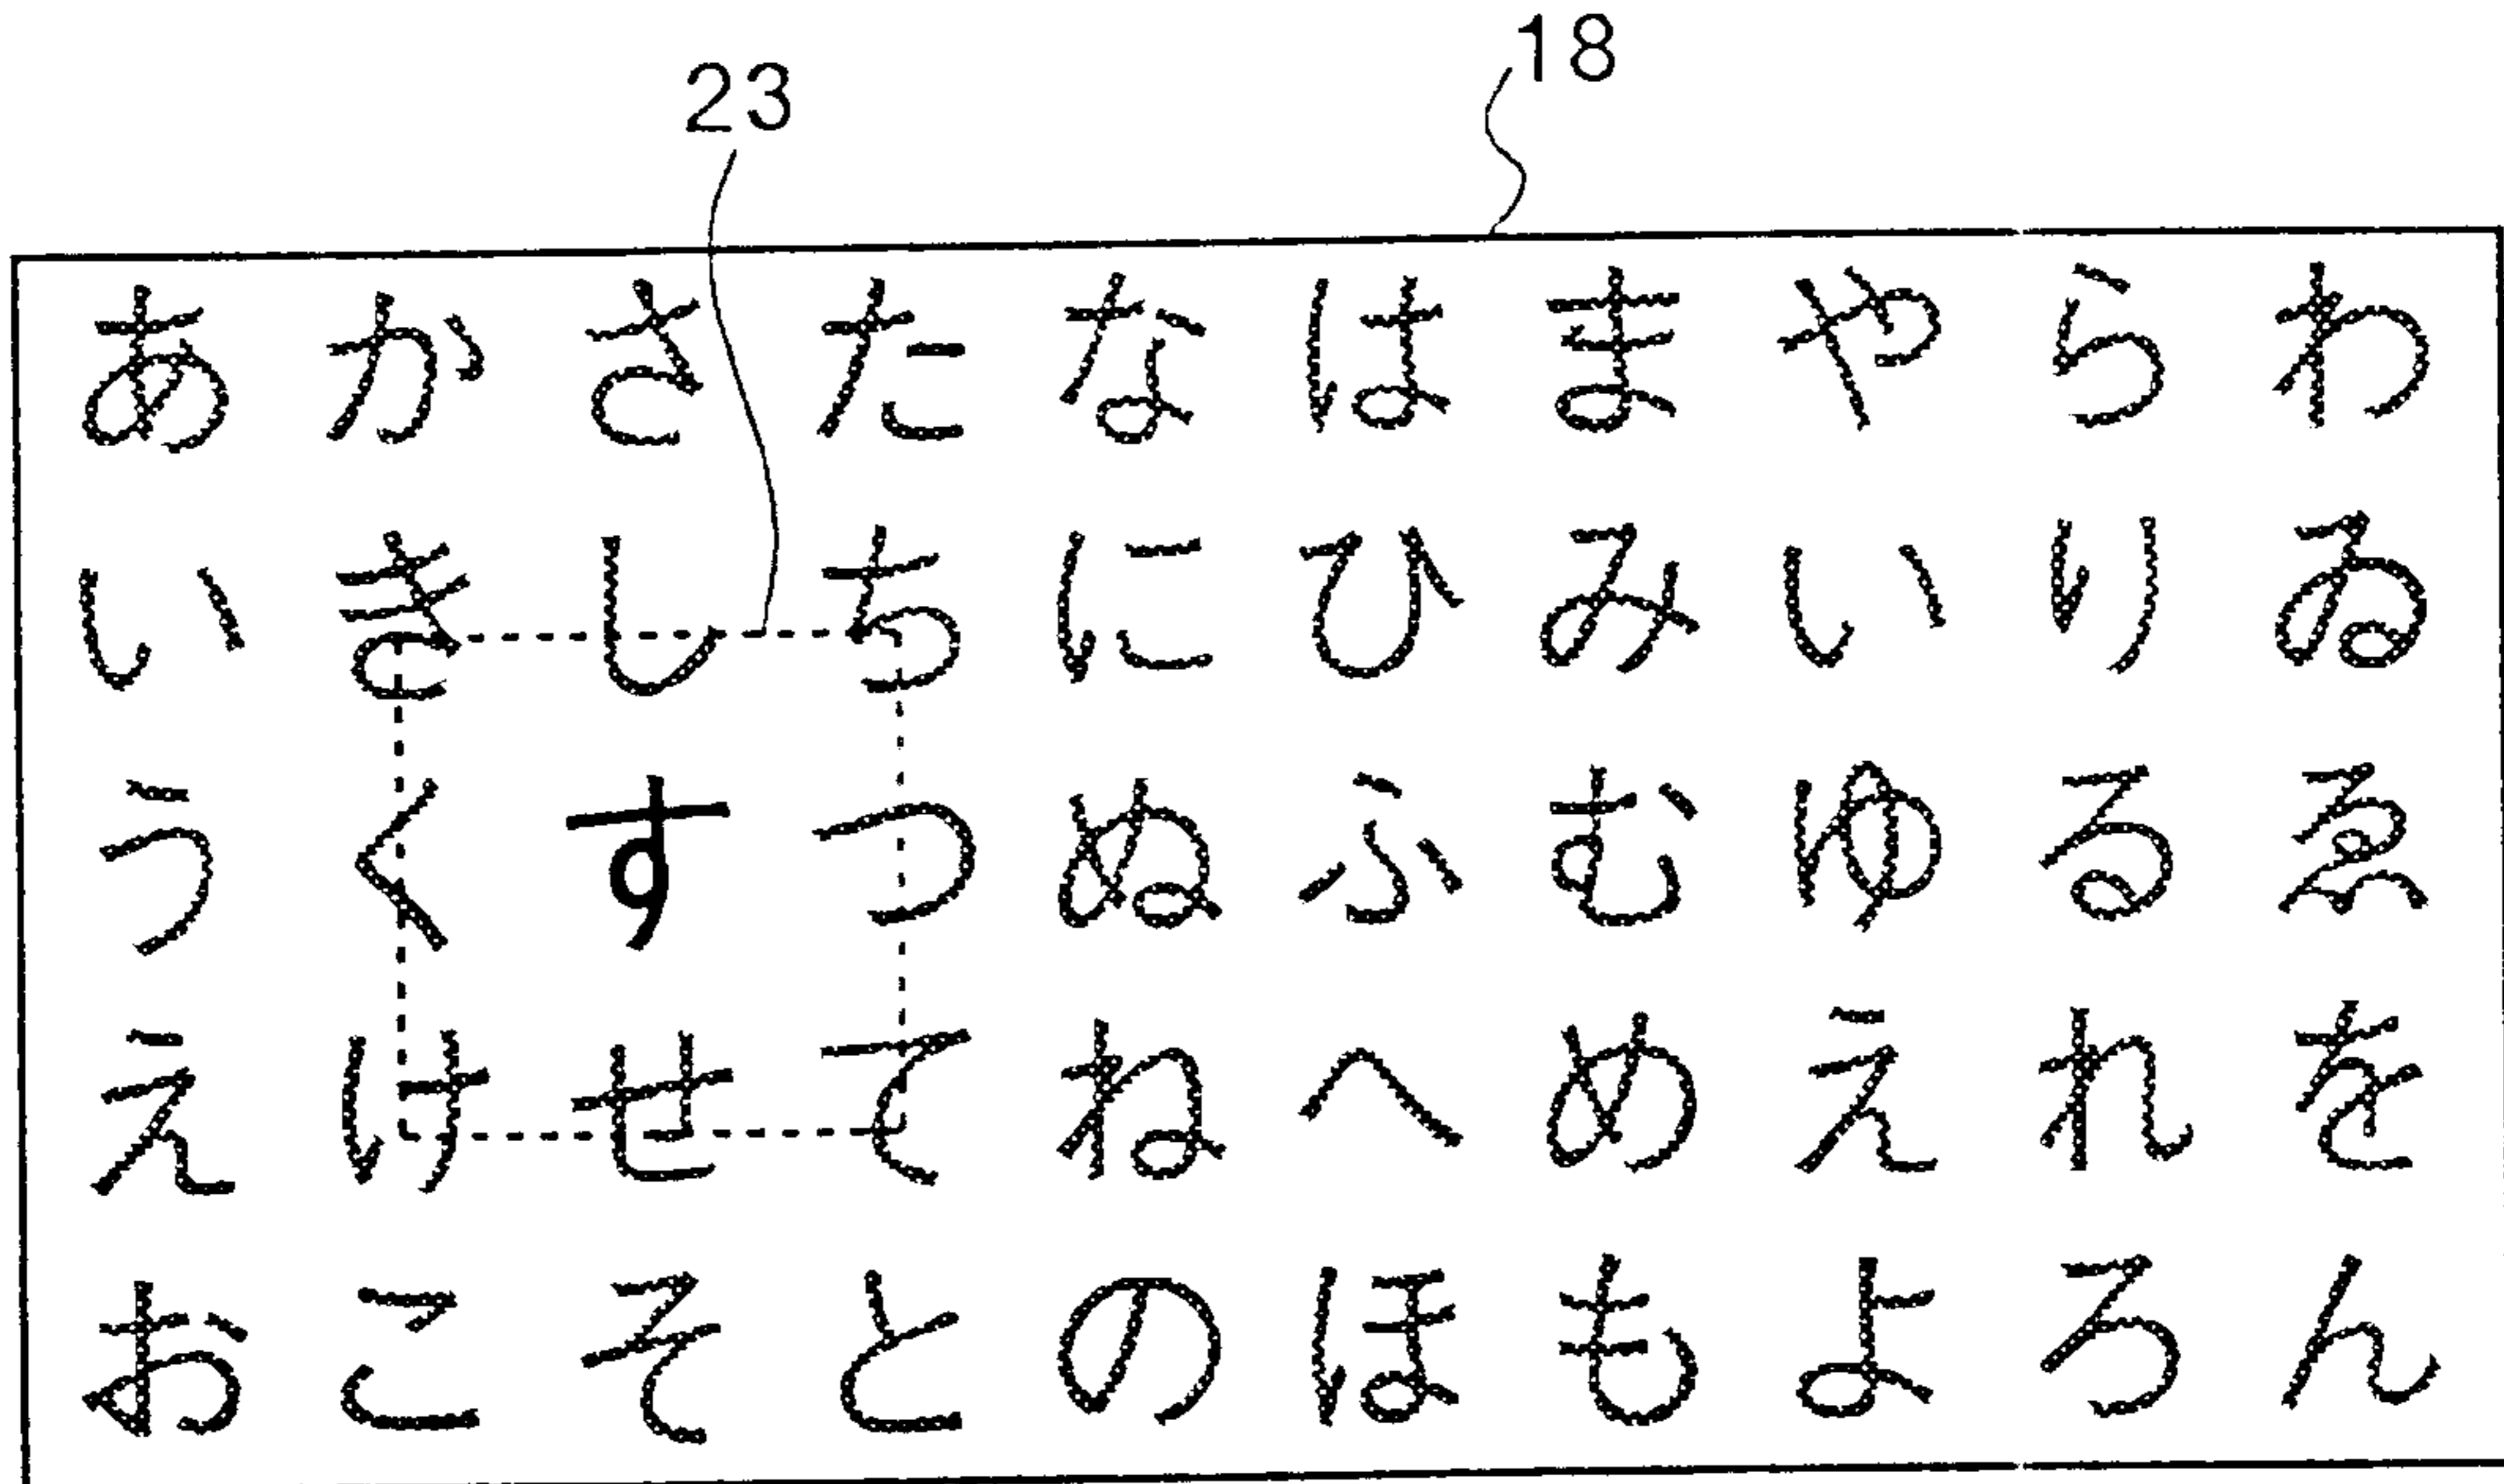 18
23
あ か さ た な は ま や ら わ
い き し ち に ひ み い り ゐ
う く す つ ぬ ふ む ゆ る ゑ
え け せ て ね へ め え れ を
お こ そ と の ほ も よ ろ ん